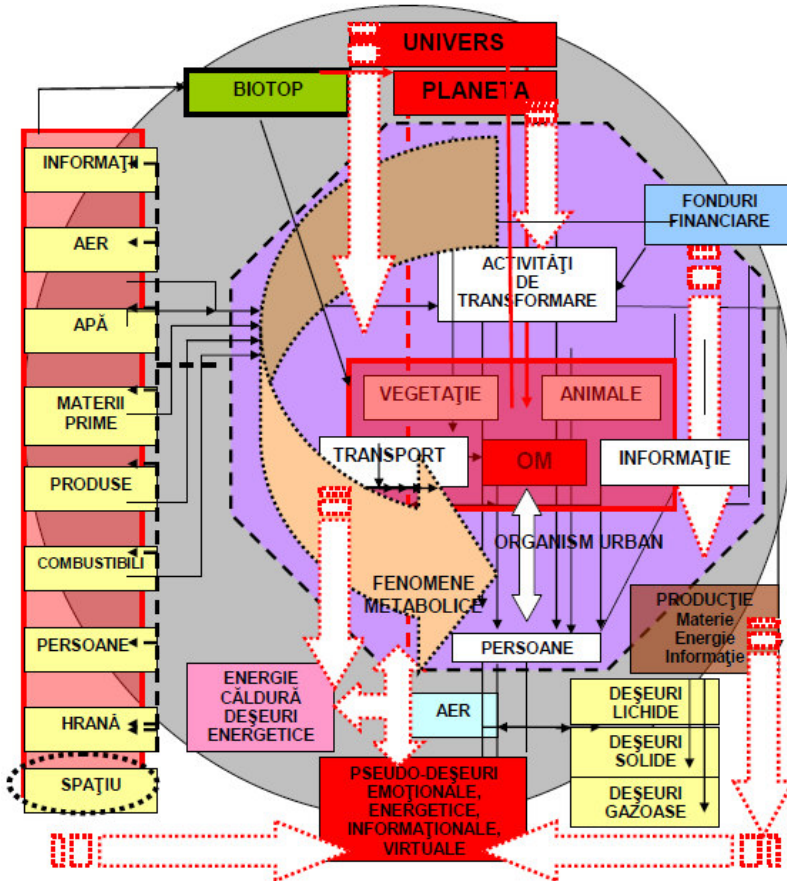 UNIVERS
BIOTOP
PLANETA
INFORMAŢII
AER
APĂ
MATERII
PRIME
PRODUSE
COMBUSTIBILI
PERSOANE
HRANĂ
SPAŢIU
FONDURI
FINANCIARE
ACTIVITĂŢI
DE
TRANSFORMARE
VEGETAŢIE
ANIMALE
TRANSPORT
OM
INFORMAŢIE
ORGANISM URBAN
FENOMENE
METABOLICE
PERSOANE
PRODUCŢIE
Materie
Energie
Informaţie
ENERGIE
CĂLDURĂ
DEŞEURI
ENERGETICE
AER
DEŞEURI
LICHIDE
DEŞEURI
SOLIDE
DEŞEURI
GAZOASE
PSEUDO-DEŞEURI
EMOŢIONALE,
ENERGETICE,
INFORMAŢIONALE,
VIRTUALE